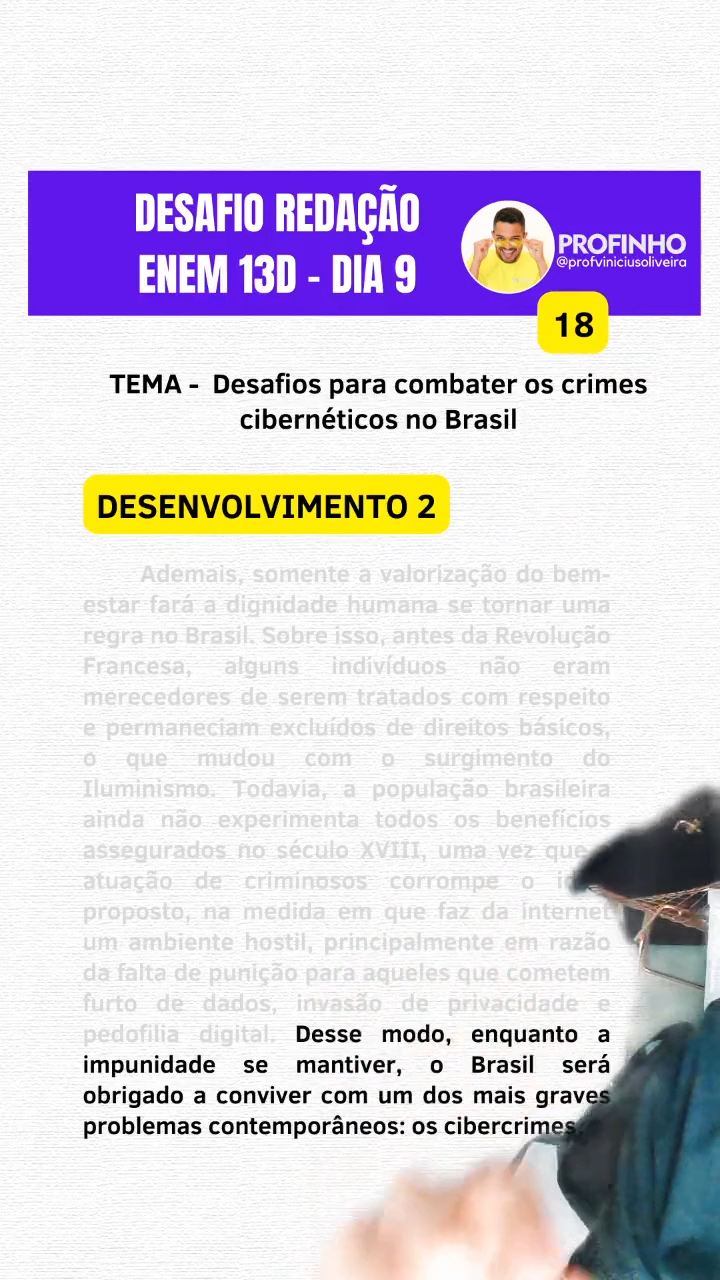 DESAFIO REDAÇÃO
ENEM 13D - DIA 9
PROFINHO
@profviniciusoliveira
18
TEMA - Desafios para combater os crimes
cibernéticos no Brasil
DESENVOLVIMENTO 2
Ademais, somente a valorização do bem-
estar fará a dignidade humana se tornar uma
regra no Brasil. Sobre isso, antes da Revolução
Francesa, alguns indivíduos não eram
merecedores de serem tratados com respeito
e permaneciam excluídos de direitos básicos,
o que mudou com o surgimento do
Iluminismo. Todavia, a população brasileira
ainda não experimenta todos os benefícios
assegurados no século XVIII, uma vez que
atuação de criminosos corrompe o
proposto, na medida em que faz da internet
um ambiente hostil, principalmente em razão
da falta de punição para aqueles que cometem
furto de dados, invasão de privacidade e
pedofilia digital. Desse modo, enquanto a
impunidade se mantiver, o Brasil será
obrigado a conviver com um dos mais graves
problemas contemporâneos: os cibercrimes.